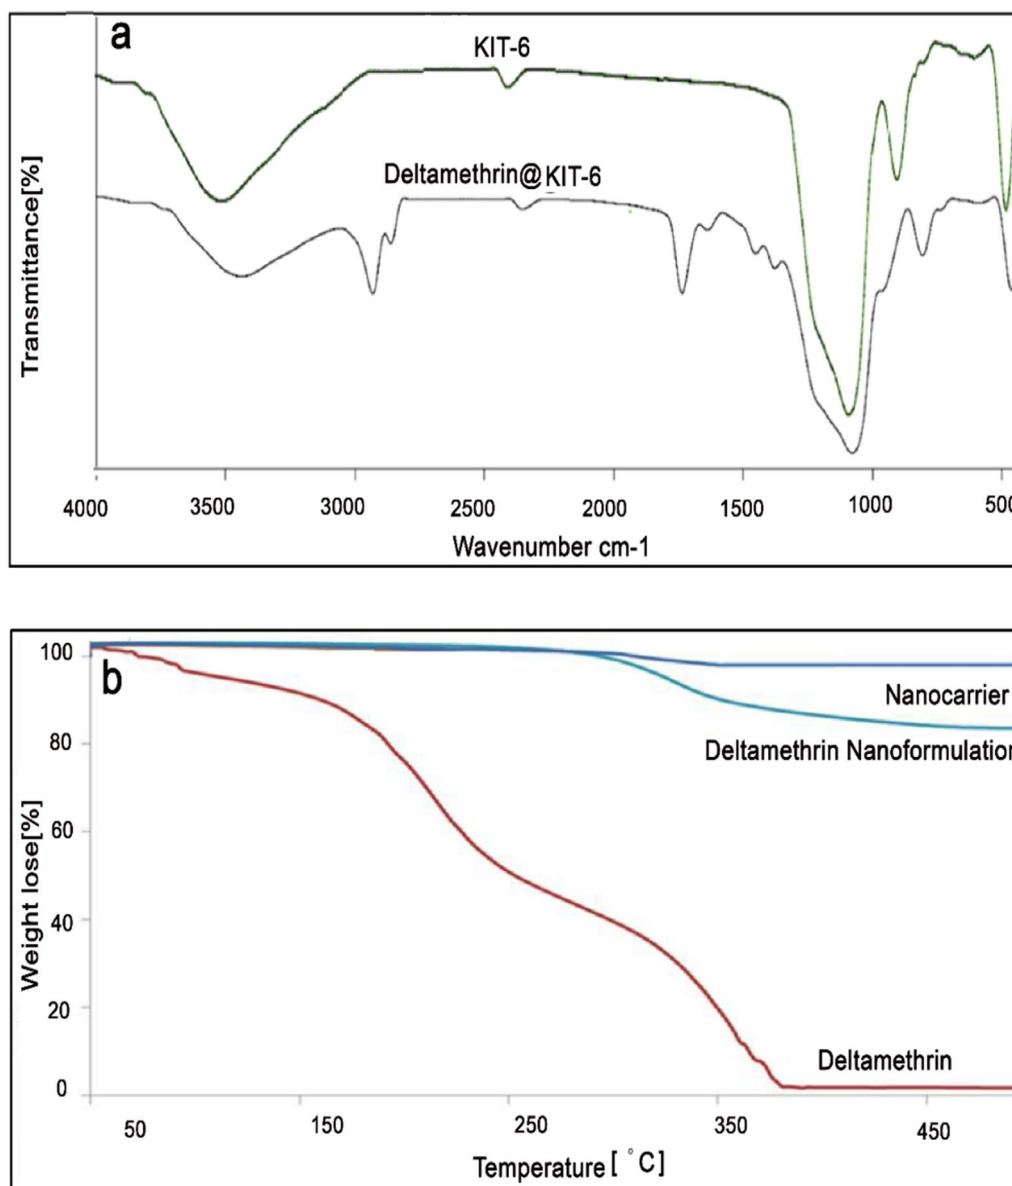 a
KIT-6
Deltamethrin@KIT-6
Transmittance[%]
4000 3500 3000 2500 2000 1500 1000 500
Wavenumber cm-1
b
100
80
60
40
20
0
Nanocarrier
Deltamethrin Nanoformulation
Deltamethrin
Weight lose[%]
50 150 250 350 450
Temperature [ °C]